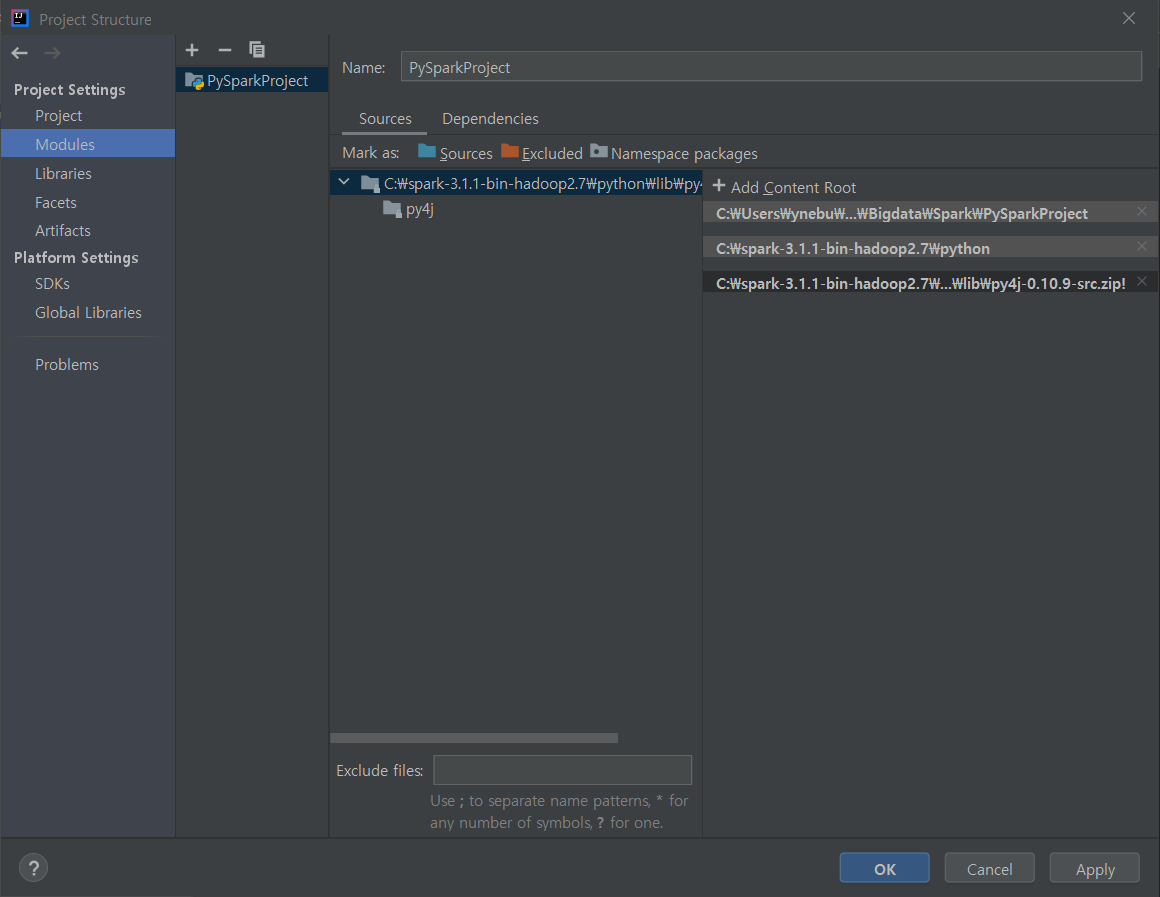 Project Structure
Project Settings
Project
Modules
Libraries
Facets
Artifacts
Platform Settings
SDKs
Global Libraries
Problems
PySparkProject
Name: PySparkProject
Sources Dependencies
Mark as: Sources Excluded Namespace packages
C:₩spark-3.1.1-bin-hadoop2.7₩python₩lib₩py4
py4j
Add Content Root
C:₩Users₩ynebu₩...₩Bigdata₩Spark₩PySparkProject
C:₩spark-3.1.1-bin-hadoop2.7₩python
C:₩spark-3.1.1-bin-hadoop2.7₩...₩lib₩py4j-0.10.9-src.zip!
Exclude files:
Use ; to separate name patterns, * for
any number of symbols, ? for one.
?
OK Cancel Apply